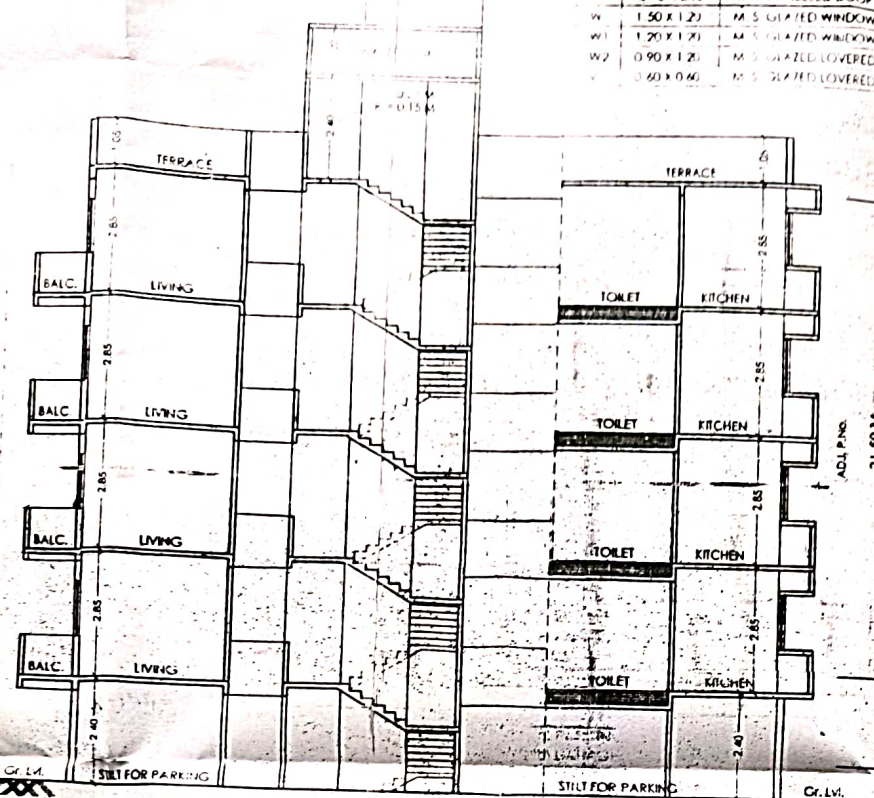 W 1.50 X 1.20 M.S. GLAZED WINDOW
W1 1.20 X 1.20 M.S. GLAZED WINDOW
W2 0.90 X 1.20 M.S. GLAZED LOVERED
V 0.60 X 0.60 M.S. GLAZED LOVERED
2.40
TERRACE
TERRACE
2.85
2.85
BALC.
LIVING
TOILET
KITCHEN
2.85
2.85
BALC.
LIVING
TOILET
KITCHEN
ADJ. P.NO.
2.85
2.85
BALC.
LIVING
TOILET
KITCHEN
2.85
2.85
BALC.
LIVING
TOILET
KITCHEN
2.40
2.40
Gr. Lvl.
STILT FOR PARKING
STILT FOR PARKING
Gr. Lvl.